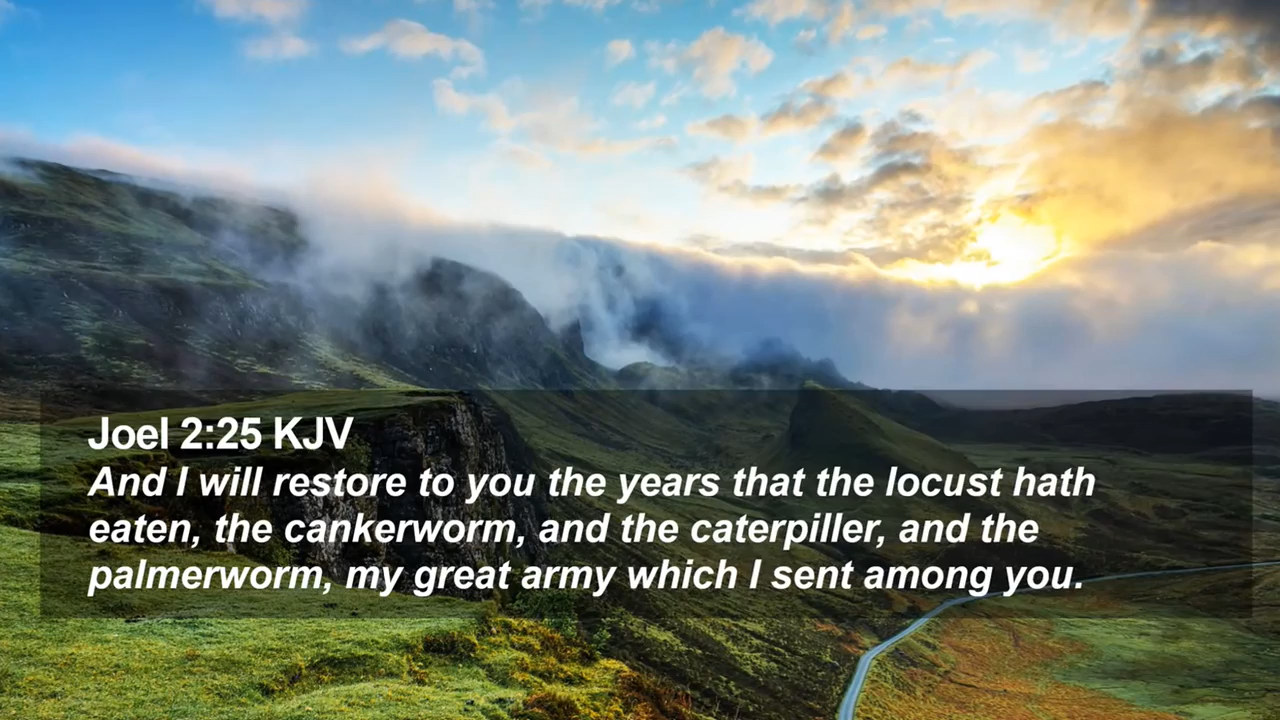 Joel 2:25 KJV
And I will restore to you the years that the locust hath
eaten, the cankerworm, and the caterpiller, and the
palmerworm, my great army which I sent among you.